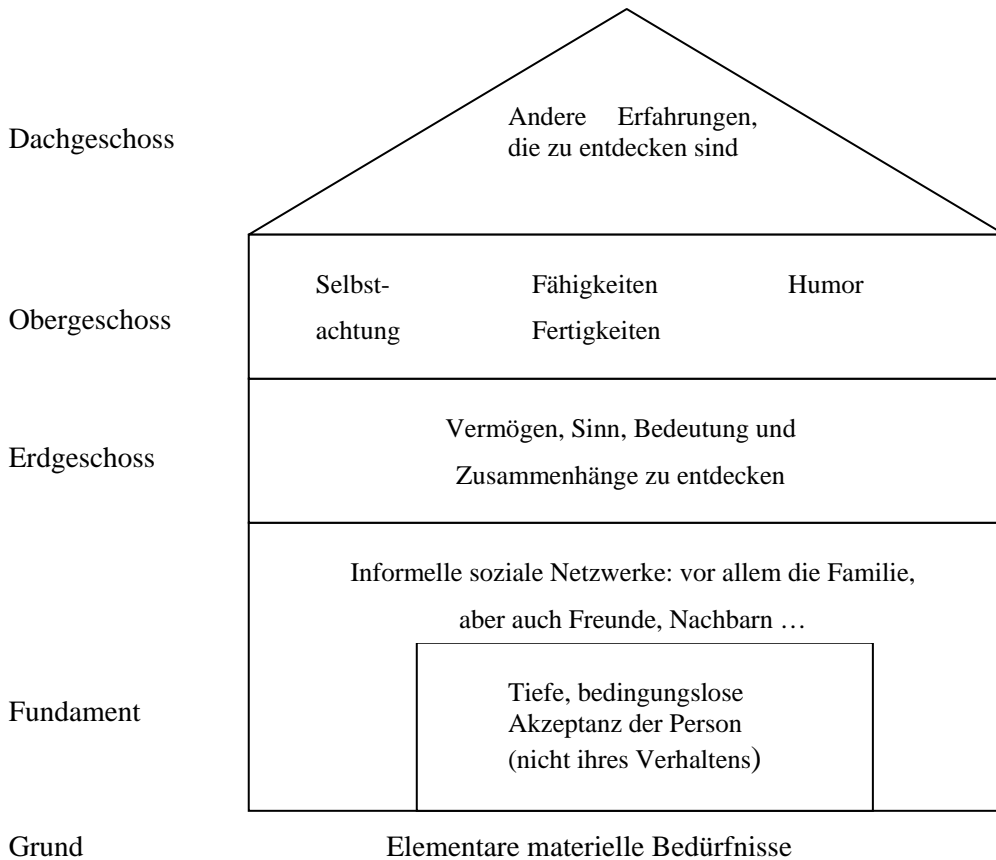 Andere Erfahrungen,
Dachgeschoss
die zu entdecken sind
Selbst- Fähigkeiten Humor
Obergeschoss
achtung Fertigkeiten
Vermögen, Sinn, Bedeutung und
Erdgeschoss
Zusammenhänge zu entdecken
Informelle soziale Netzwerke: vor allem die Familie,
aber auch Freunde, Nachbarn …
Tiefe, bedingungslose
Fundament
Akzeptanz der Person
(nicht ihres Verhaltens)
Grund Elementare materielle Bedürfnisse